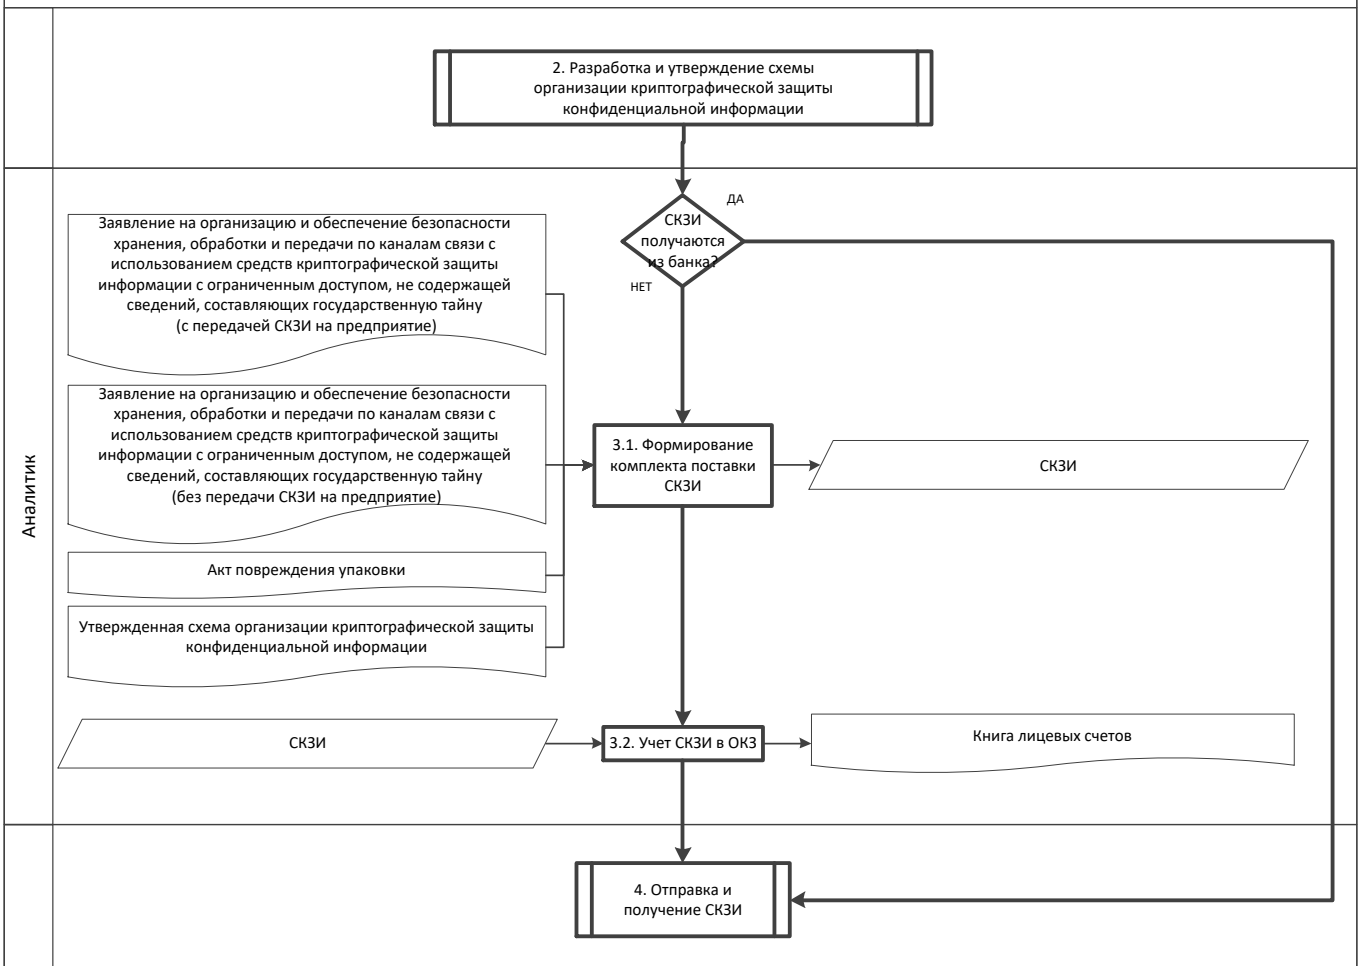 2. Разработка и утверждение схемы
организации криптографической защиты
конфиденциальной информации
ДА
СКЗИ
получаются
из банка?
НЕТ
Заявление на организацию и обеспечение безопасности
хранения, обработки и передачи по каналам связи с
использованием средств криптографической защиты
информации с ограниченным доступом, не содержащей
сведений, составляющих государственную тайну
(с передачей СКЗИ на предприятие)
Заявление на организацию и обеспечение безопасности
хранения, обработки и передачи по каналам связи с
использованием средств криптографической защиты
информации с ограниченным доступом, не содержащей
сведений, составляющих государственную тайну
(без передачи СКЗИ на предприятие)
3.1. Формирование
комплекта поставки
СКЗИ
СКЗИ
Аналитик
Акт повреждения упаковки
Утвержденная схема организации криптографической защиты
конфиденциальной информации
СКЗИ
3.2. Учет СКЗИ в ОКЗ
Книга лицевых счетов
4. Отправка и
получение СКЗИ